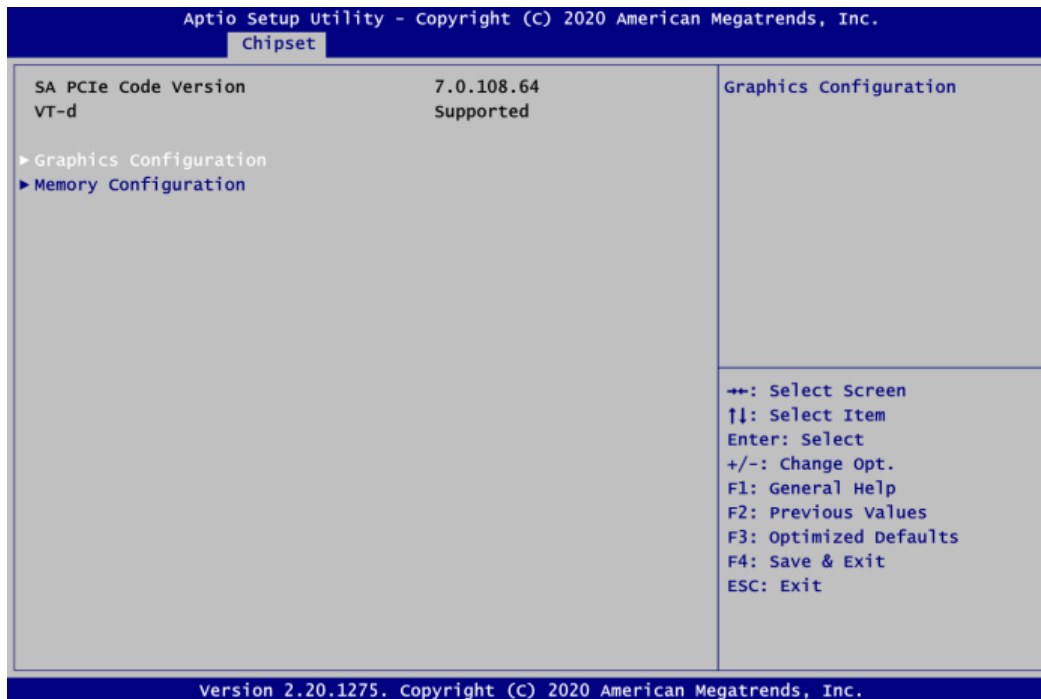 Aptio Setup Utility - Copyright (C) 2020 American Megatrends, Inc.
Chipset
SA PCIe Code Version 7.0.108.64
VT-d Supported
►Graphics Configuration
►Memory Configuration
Graphics Configuration
→←: Select Screen
↑↓: Select Item
Enter: Select
+/-: Change Opt.
F1: General Help
F2: Previous Values
F3: Optimized Defaults
F4: Save & Exit
ESC: Exit
Version 2.20.1275. Copyright (C) 2020 American Megatrends, Inc.